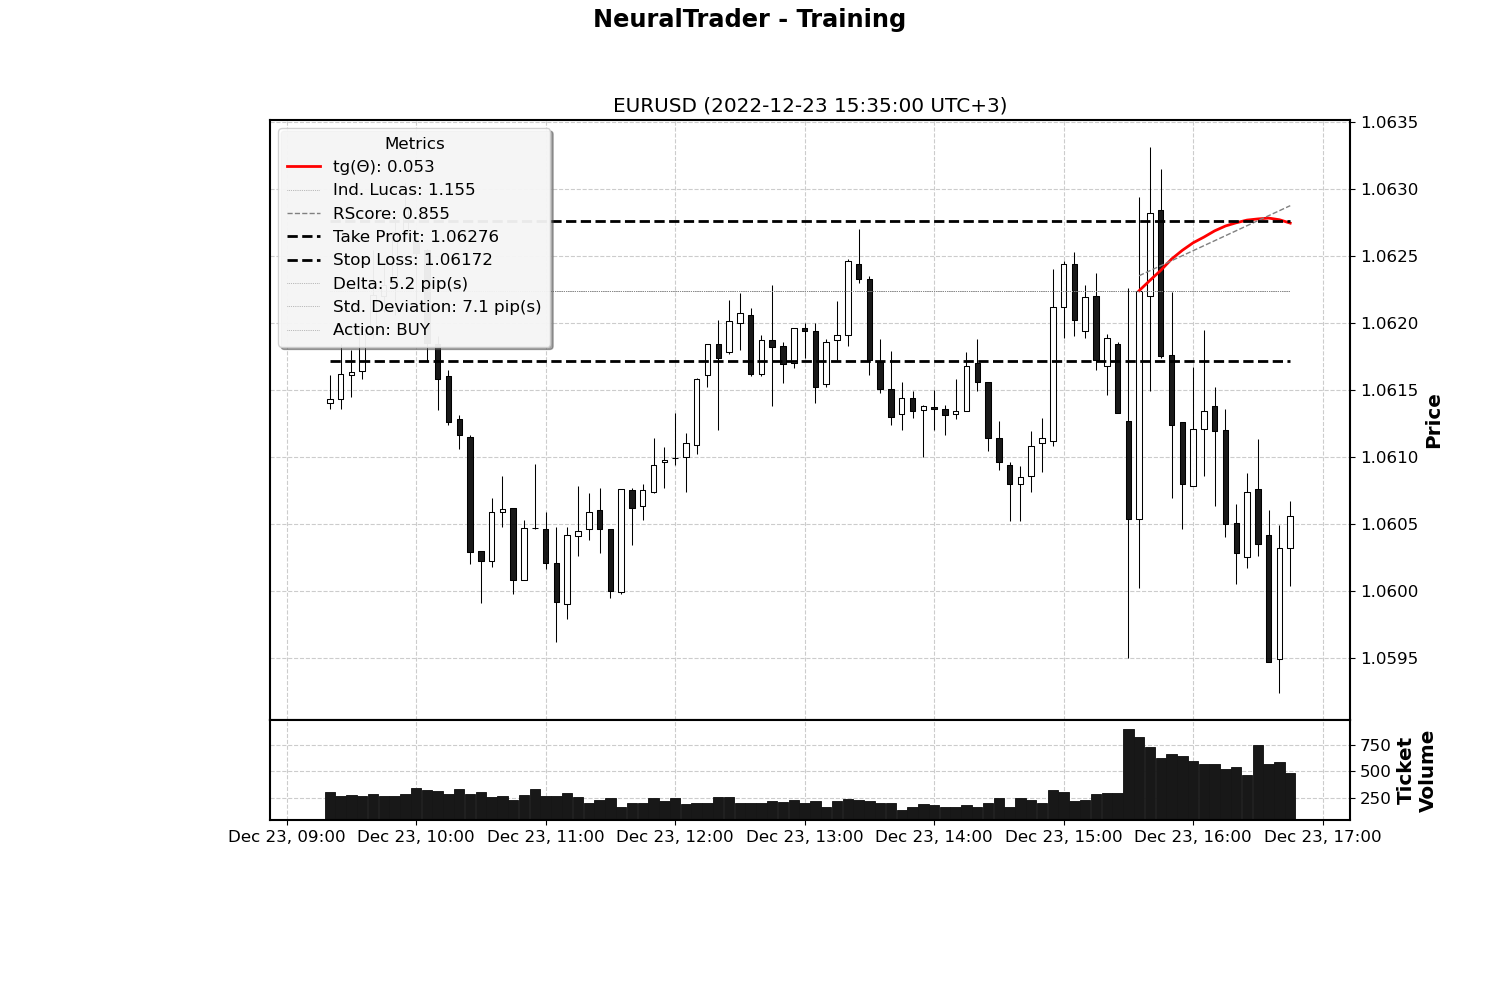 NeuralTrader - Training
EURUSD (2022-12-23 15:35:00 UTC+3)
Metrics
tg(Θ): 0.053
Ind. Lucas: 1.155
RScore: 0.855
Take Profit: 1.06276
Stop Loss: 1.06172
Delta: 5.2 pip(s)
Std. Deviation: 7.1 pip(s)
Action: BUY
1.0635
1.0630
1.0625
1.0620
1.0615
1.0610
1.0605
1.0600
1.0595
Price
750
500
250
Ticket
Volume
Dec 23, 09:00 Dec 23, 10:00 Dec 23, 11:00 Dec 23, 12:00 Dec 23, 13:00 Dec 23, 14:00 Dec 23, 15:00 Dec 23, 16:00 Dec 23, 17:00